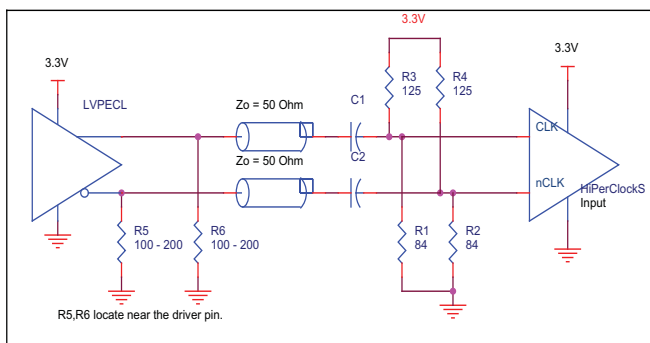 3.3V
3.3V
3.3V
LVPECL
R3
125
R4
125
Zo = 50 Ohm
C1
CLK
Zo = 50 Ohm
C2
nCLK
HiPerClockS
Input
R5
100 - 200
R6
100 - 200
R1
84
R2
84
R5,R6 locate near the driver pin.